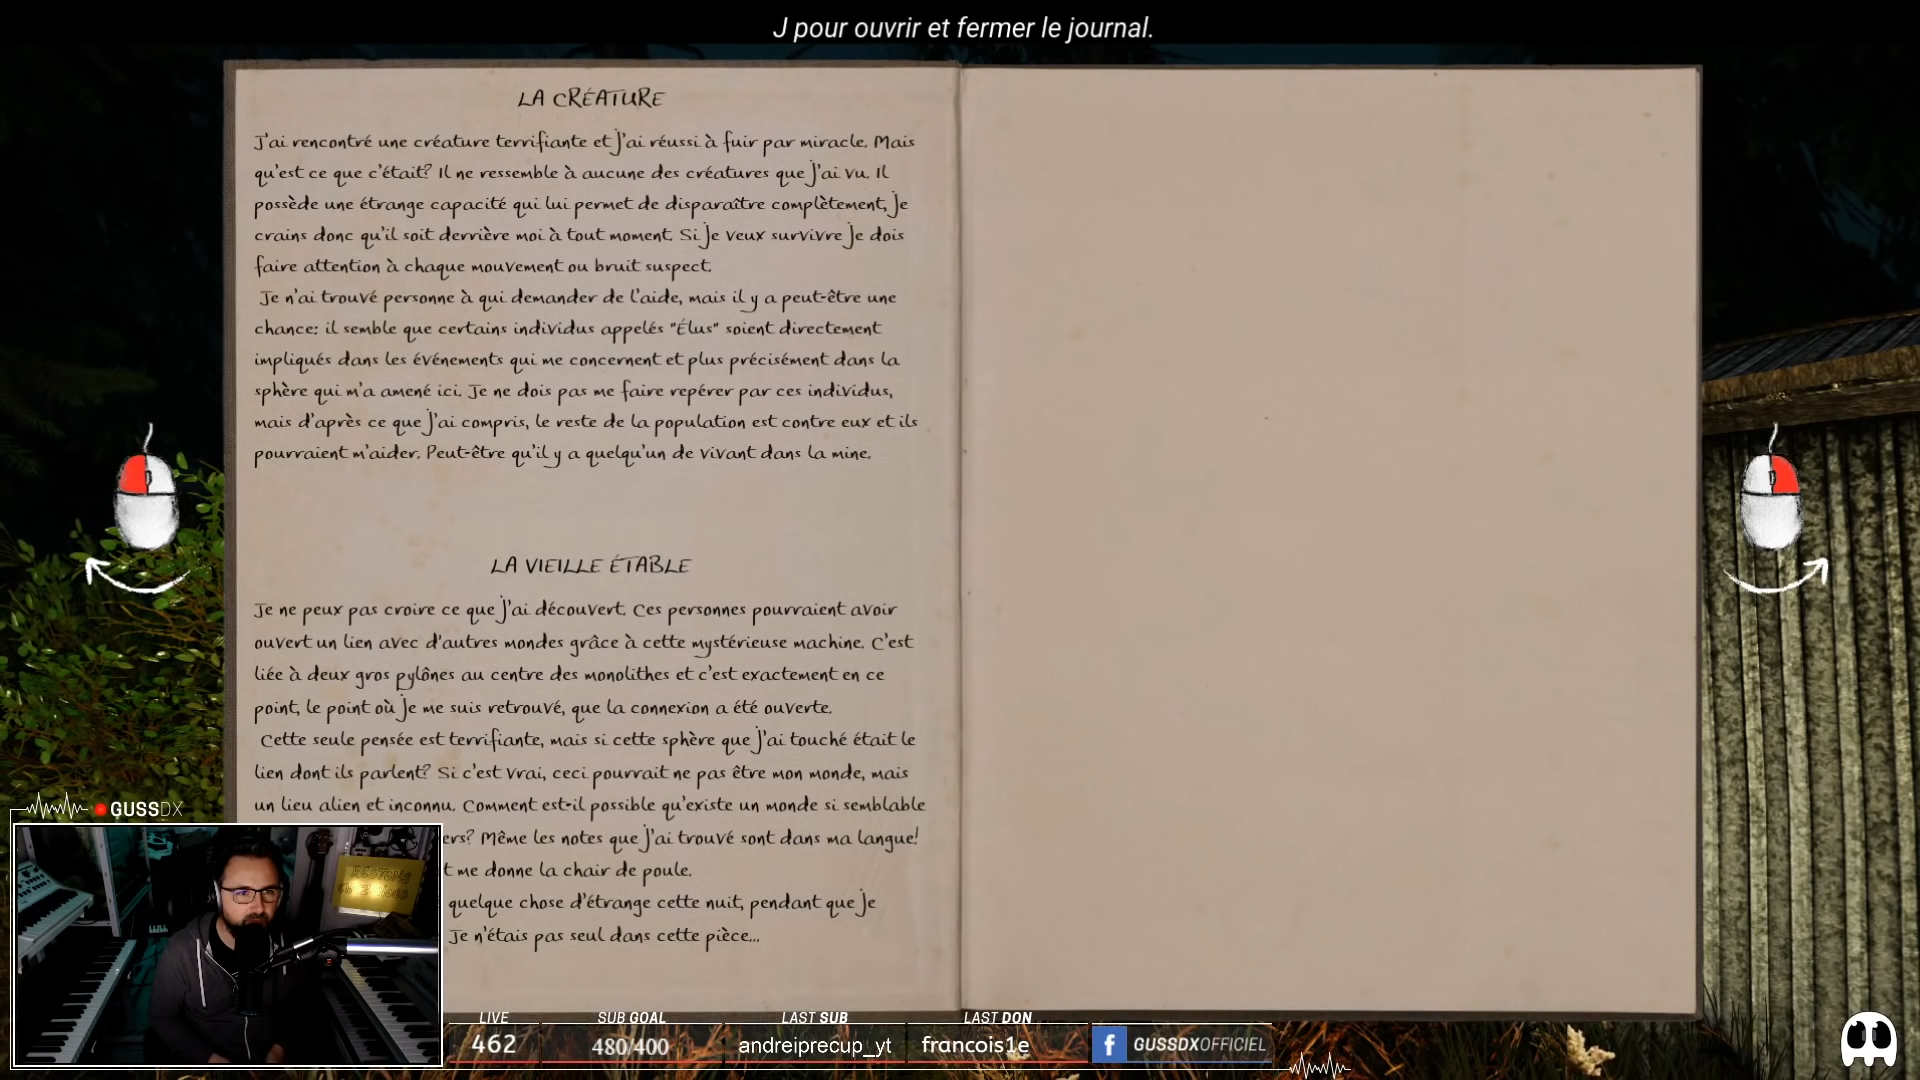 J pour ouvrir et fermer le journal.
LA CRÉATURE
J'ai rencontré une créature terrifiante et j'ai réussi à fuir par miracle. Mais
qu'est ce que c'était? Il ne ressemble à aucune des créatures que j'ai vu. Il
possède une étrange capacité qui lui permet de disparaître complètement, je
crains donc qu'il soit derrière moi à tout moment. Si je veux survivre je dois
faire attention à chaque mouvement ou bruit suspect.
Je n'ai trouvé personne à qui demander de l'aide, mais il y a peut-être une
chance: il semble que certains individus appelés "Élus" soient directement
impliqués dans les événements qui me concernent et plus précisément dans la
sphère qui m'a amené ici. Je ne dois pas me faire repérer par ces individus,
mais d'après ce que j'ai compris, le reste de la population est contre eux et ils
pourraient m'aider. Peut-être qu'il y a quelqu'un de vivant dans la mine.
LA VIEILLE ÉTABLE
Je ne peux pas croire ce que j'ai découvert. Ces personnes pourraient avoir
ouvert un lien avec d'autres mondes grâce à cette mystérieuse machine. C'est
liée à deux gros pylônes au centre des monolithes et c'est exactement en ce
point, le point où je me suis retrouvé, que la connexion a été ouverte.
Cette seule pensée est terrifiante, mais si cette sphère que j'ai touché était le
lien dont ils parlent? Si c'est vrai, ceci pourrait ne pas être mon monde, mais
un lieu alien et inconnu. Comment est-il possible qu'existe un monde si semblable
ers? Même les notes que j'ai trouvé sont dans ma langue!
t me donne la chair de poule.
quelque chose d'étrange cette nuit, pendant que je
Je n'étais pas seul dans cette pièce...
GUSSDX
LIVE
462
SUB GOAL
480/400
LAST SUB
andreiprecup_yt
LAST DON
francois1e
f GUSSDXOFFICIEL